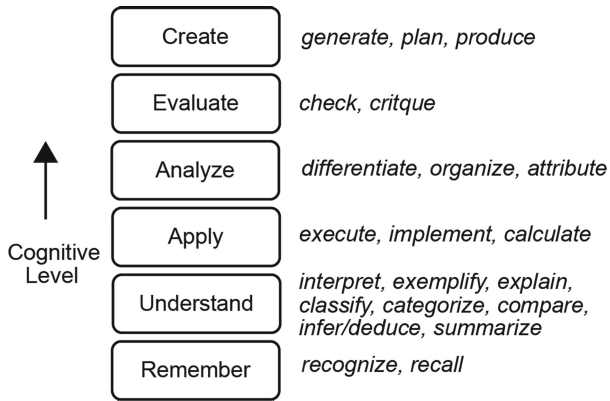 Create
generate, plan, produce
Evaluate
check, critque
Analyze
differentiate, organize, attribute
Apply
execute, implement, calculate
Cognitive
Level
Understand
interpret, exemplify, explain,
classify, categorize, compare,
infer/deduce, summarize
Remember
recognize, recall